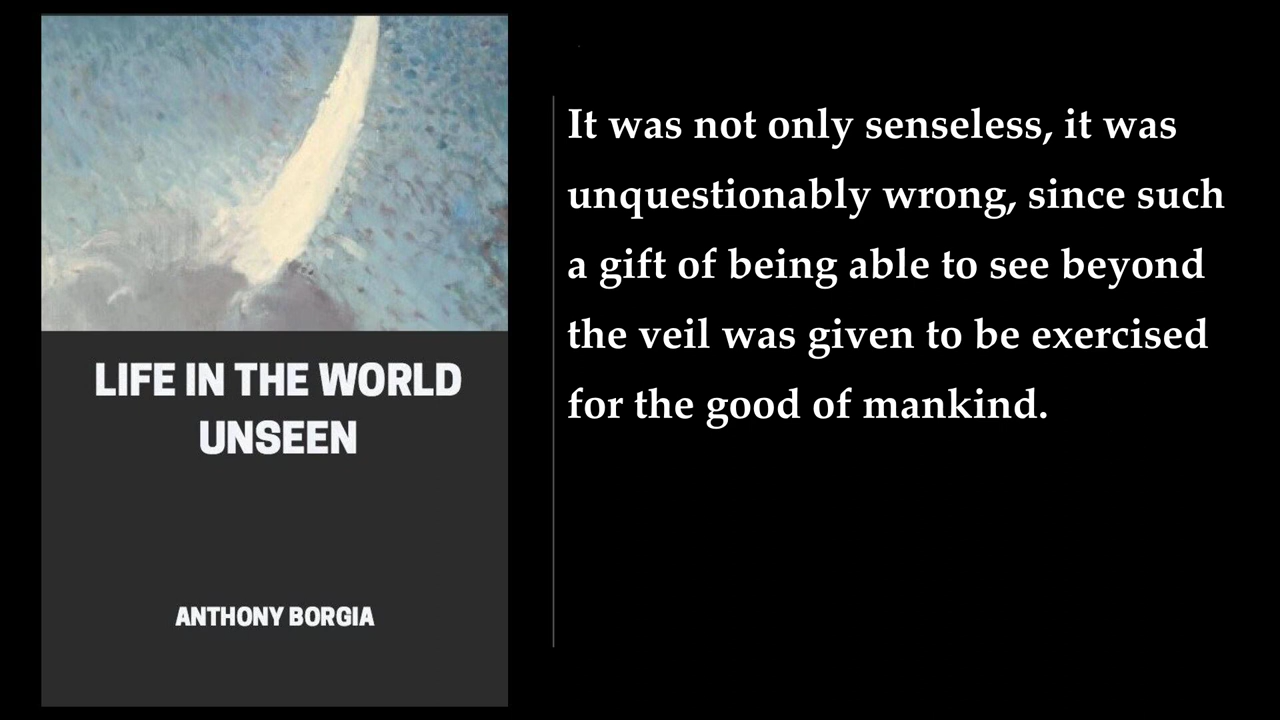 LIFE IN THE WORLD
UNSEEN
ANTHONY BORGIA
It was not only senseless, it was
unquestionably wrong, since such
a gift of being able to see beyond
the veil was given to be exercised
for the good of mankind.